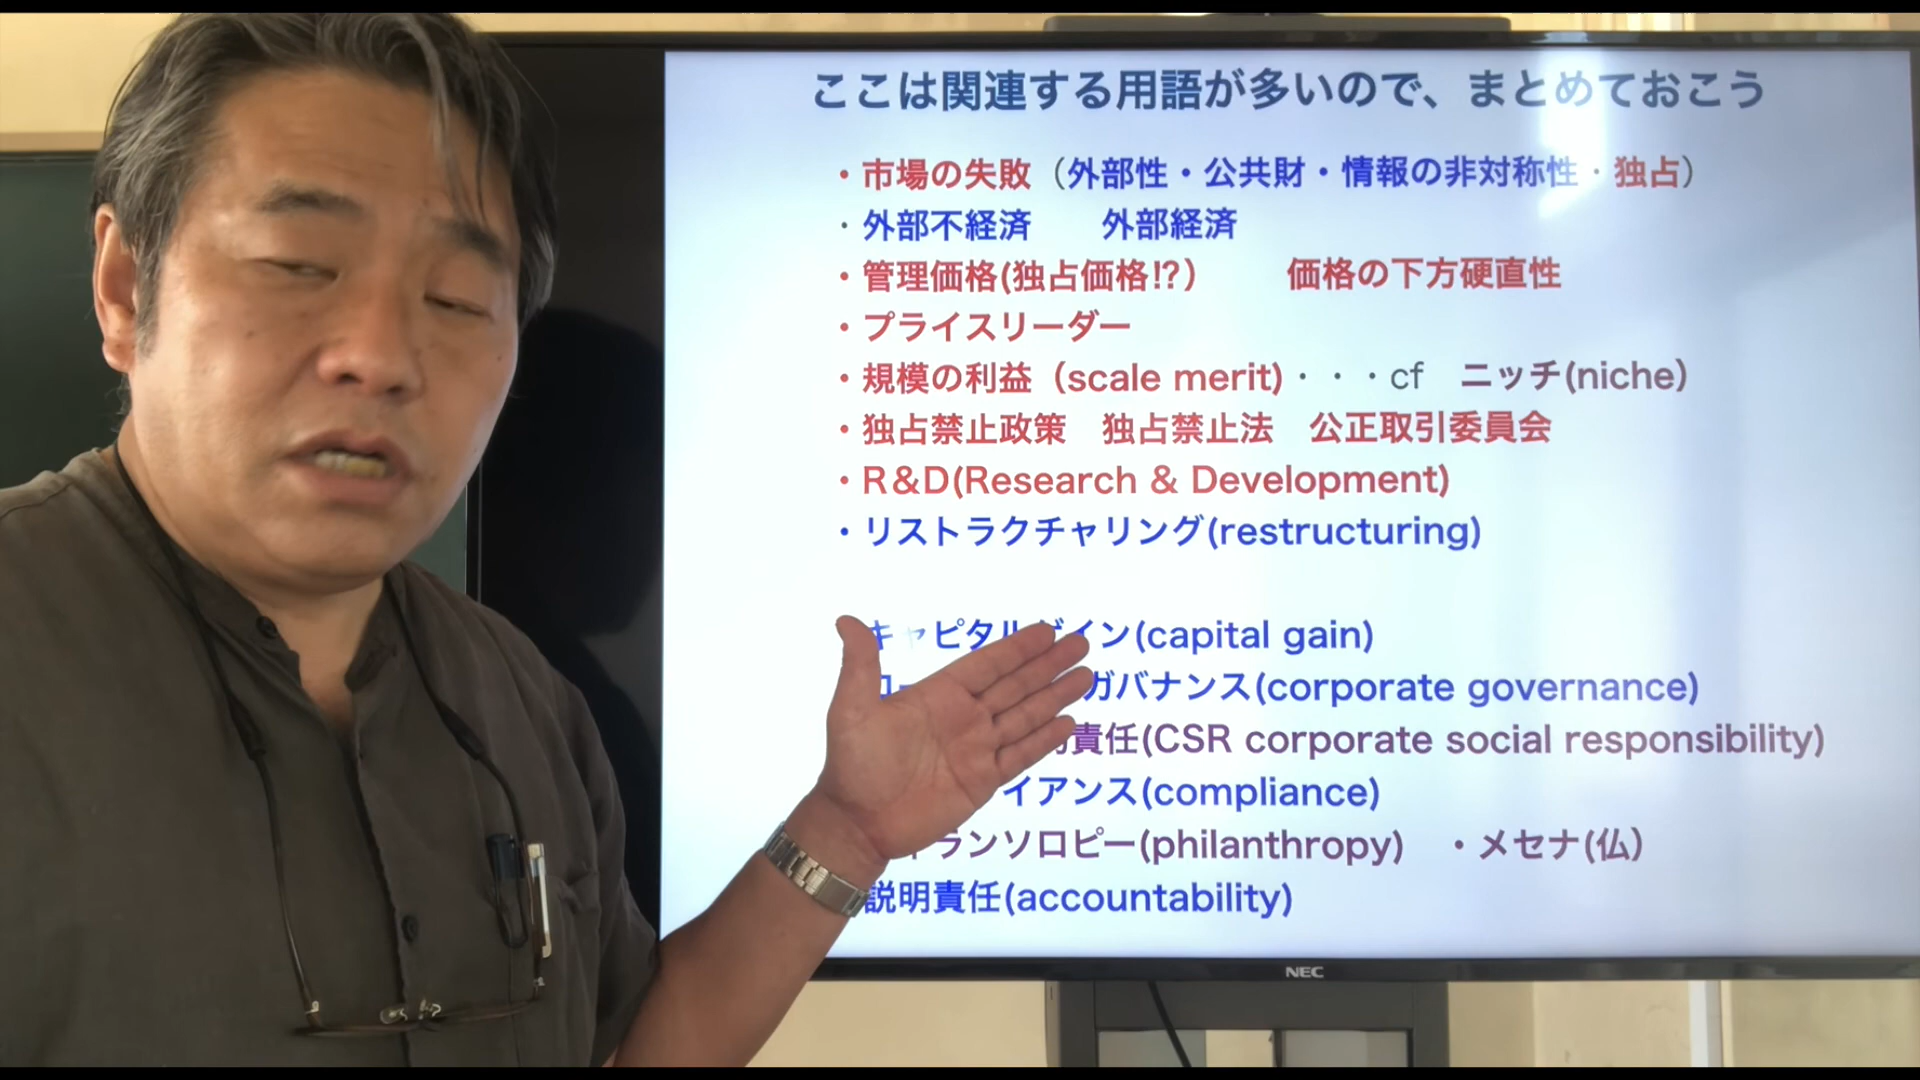 ここは関連する用語が多いので、まとめておこう
・市場の失敗（外部性・公共財・情報の非対称性・独占）
・外部不経済　外部経済
・管理価格(独占価格⁉）　価格の下方硬直性
・プライスリーダー
・規模の利益（scale merit)・・・cf　ニッチ(niche）
・独占禁止政策　独占禁止法　公正取引委員会
・R＆D(Research & Development)
・リストラクチャリング(restructuring)
キャピタルゲイン(capital gain)
ガバナンス(corporate governance)
責任(CSR corporate social responsibility)
イアンス(compliance)
ランソロピー(philanthropy)　・メセナ(仏）
説明責任(accountability)
NEC